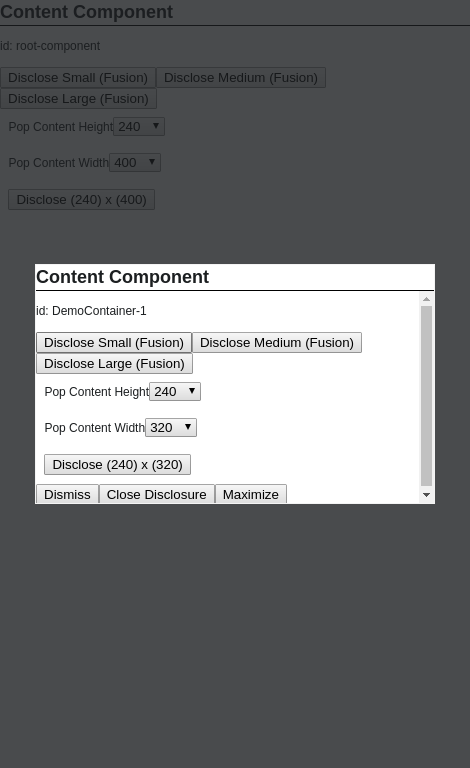 Content Component
id: root-component
Disclose Small (Fusion) Disclose Medium (Fusion)
Disclose Large (Fusion)
Pop Content Height 240
Pop Content Width 400
Disclose (240) x (400)
Content Component
id: DemoContainer-1
Disclose Small (Fusion) Disclose Medium (Fusion)
Disclose Large (Fusion)
Pop Content Height 240
Pop Content Width 320
Disclose (240) x (320)
Dismiss Close Disclosure Maximize